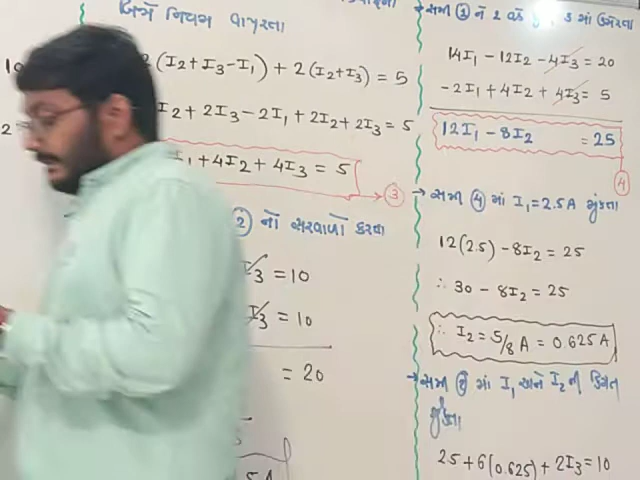 બીજો નિયમ વાપરતા
2(I₂+I₃-I₁) + 2(I₂+I₃) = 5
I₂ + 2I₃ - 2I₁ + 2I₂ + 2I₃ = 5
I₁ + 4I₂ + 4I₃ = 5
③
② નો સરવાળો કરતા
I₃ = 10
I₃ = 10
= 20
સમી ① ને 2 વડે
14I₁ - 12I₂ - 4I₃ = 20
-2I₁ + 4I₂ + 4I₃ = 5
12I₁ - 8I₂ = 25
④
→ સમી ④ માં I₁=2.5A મુકતા
12(2.5) - 8I₂ = 25
∴ 30 - 8I₂ = 25
∴ I₂ = 5/8 A = 0.625A
→ સમી ② માં I₁ અને I₂ ની કિંમત
મુકતા
25+6(0.625)+2I₃=10